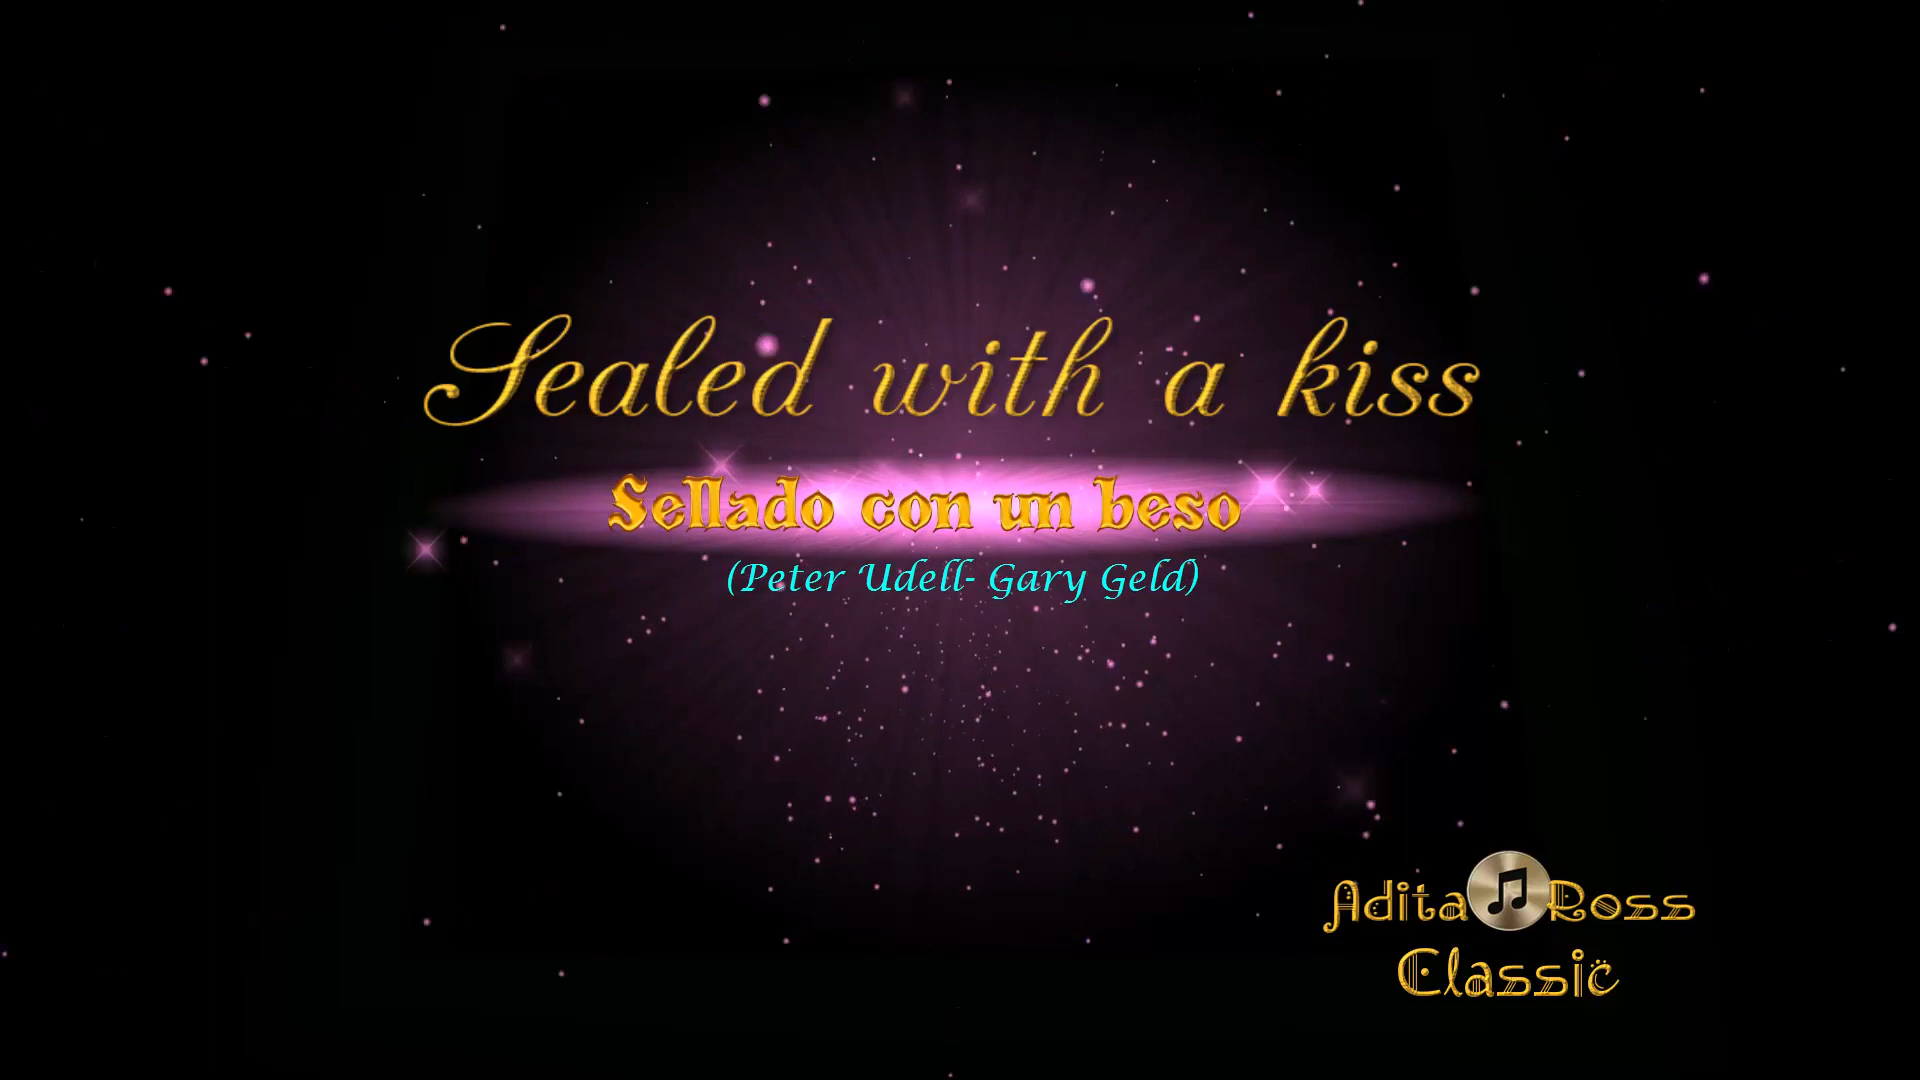 Sealed with a kiss
Sellado con un beso
(Peter Udell- Gary Geld)
Adita Ross
Classic